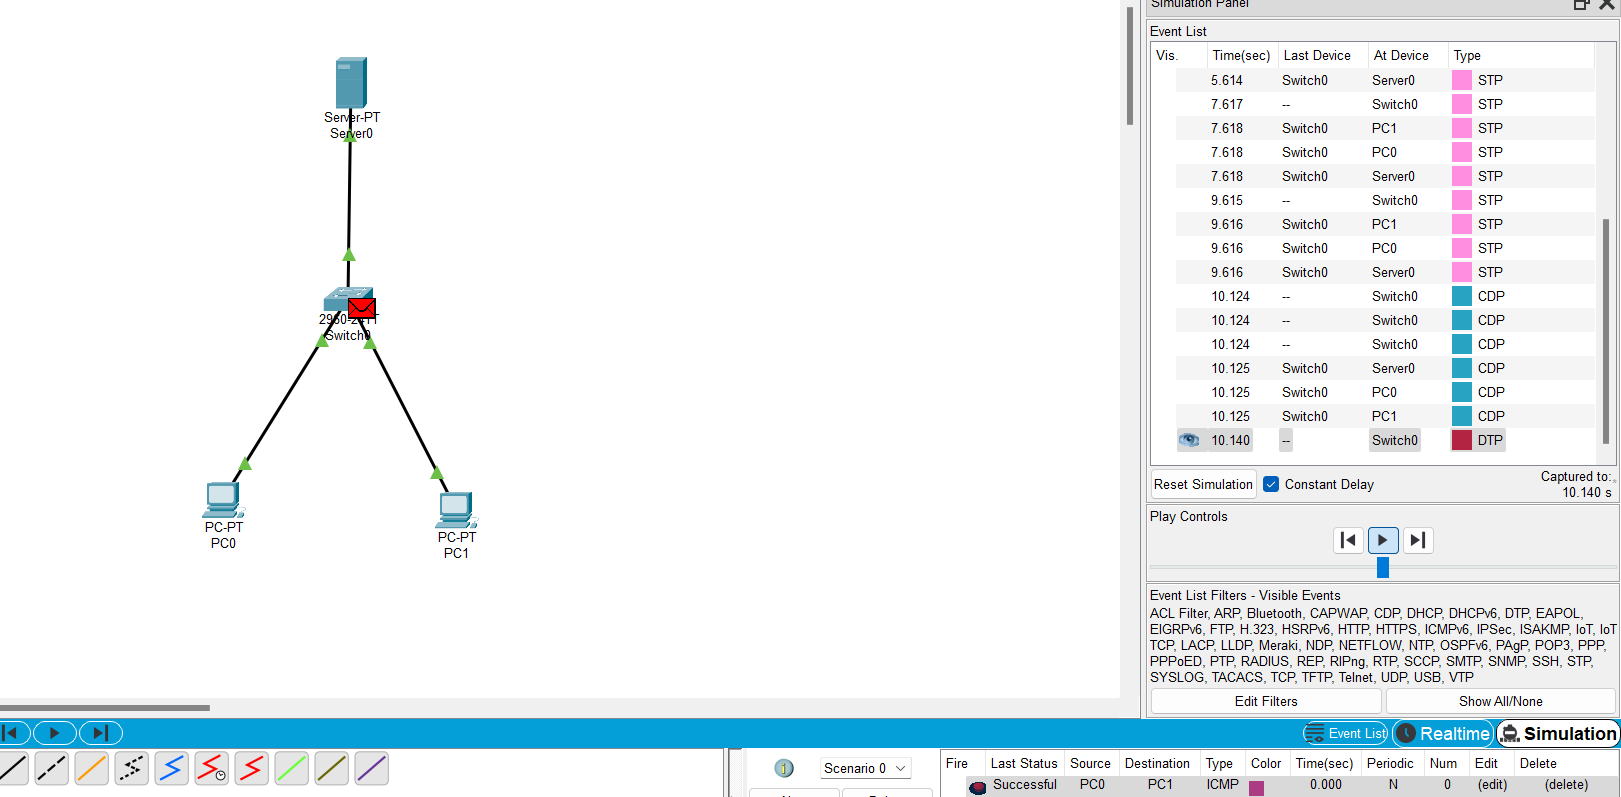 Simulation Panel
Event List
Vis. Time(sec) Last Device At Device Type
5.614 Switch0 Server0 STP
7.617 -- Switch0 STP
7.618 Switch0 PC1 STP
7.618 Switch0 PC0 STP
7.618 Switch0 Server0 STP
9.615 -- Switch0 STP
9.616 Switch0 PC1 STP
9.616 Switch0 PC0 STP
9.616 Switch0 Server0 STP
10.124 -- Switch0 CDP
10.124 -- Switch0 CDP
10.124 -- Switch0 CDP
10.125 Switch0 Server0 CDP
10.125 Switch0 PC0 CDP
10.125 Switch0 PC1 CDP
10.140 -- Switch0 DTP
Reset Simulation Constant Delay Captured to:
10.140 s
Play Controls
Event List Filters - Visible Events
ACL Filter, ARP, Bluetooth, CAPWAP, CDP, DHCP, DHCPv6, DTP, EAPOL,
EIGRPv6, FTP, H.323, HSRPv6, HTTP, HTTPS, ICMPv6, IPSec, ISAKMP, IoT, IoT
TCP, LACP, LLDP, Meraki, NDP, NETFLOW, NTP, OSPFv6, PAgP, POP3, PPP,
PPPoED, PTP, RADIUS, REP, RIPng, RTP, SCCP, SMTP, SNMP, SSH, STP,
SYSLOG, TACACS, TCP, TFTP, Telnet, UDP, USB, VTP
Edit Filters Show All/None
Server-PT
Server0
Switch0
PC-PT
PC0
PC-PT
PC1
Event List Realtime Simulation
Scenario 0
Fire Last Status Source Destination Type Color Time(sec) Periodic Num Edit Delete
Successful PC0 PC1 ICMP 0.000 N 0 (edit) (delete)